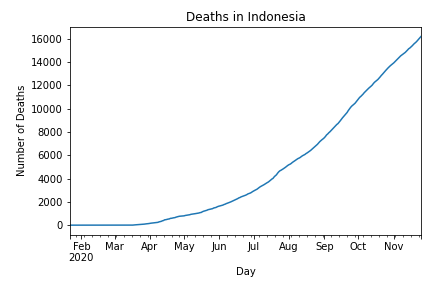 Deaths in Indonesia
16000
14000
12000
10000
8000
6000
4000
2000
0
Number of Deaths
Feb Mar Apr May Jun Jul Aug Sep Oct Nov
2020
Day